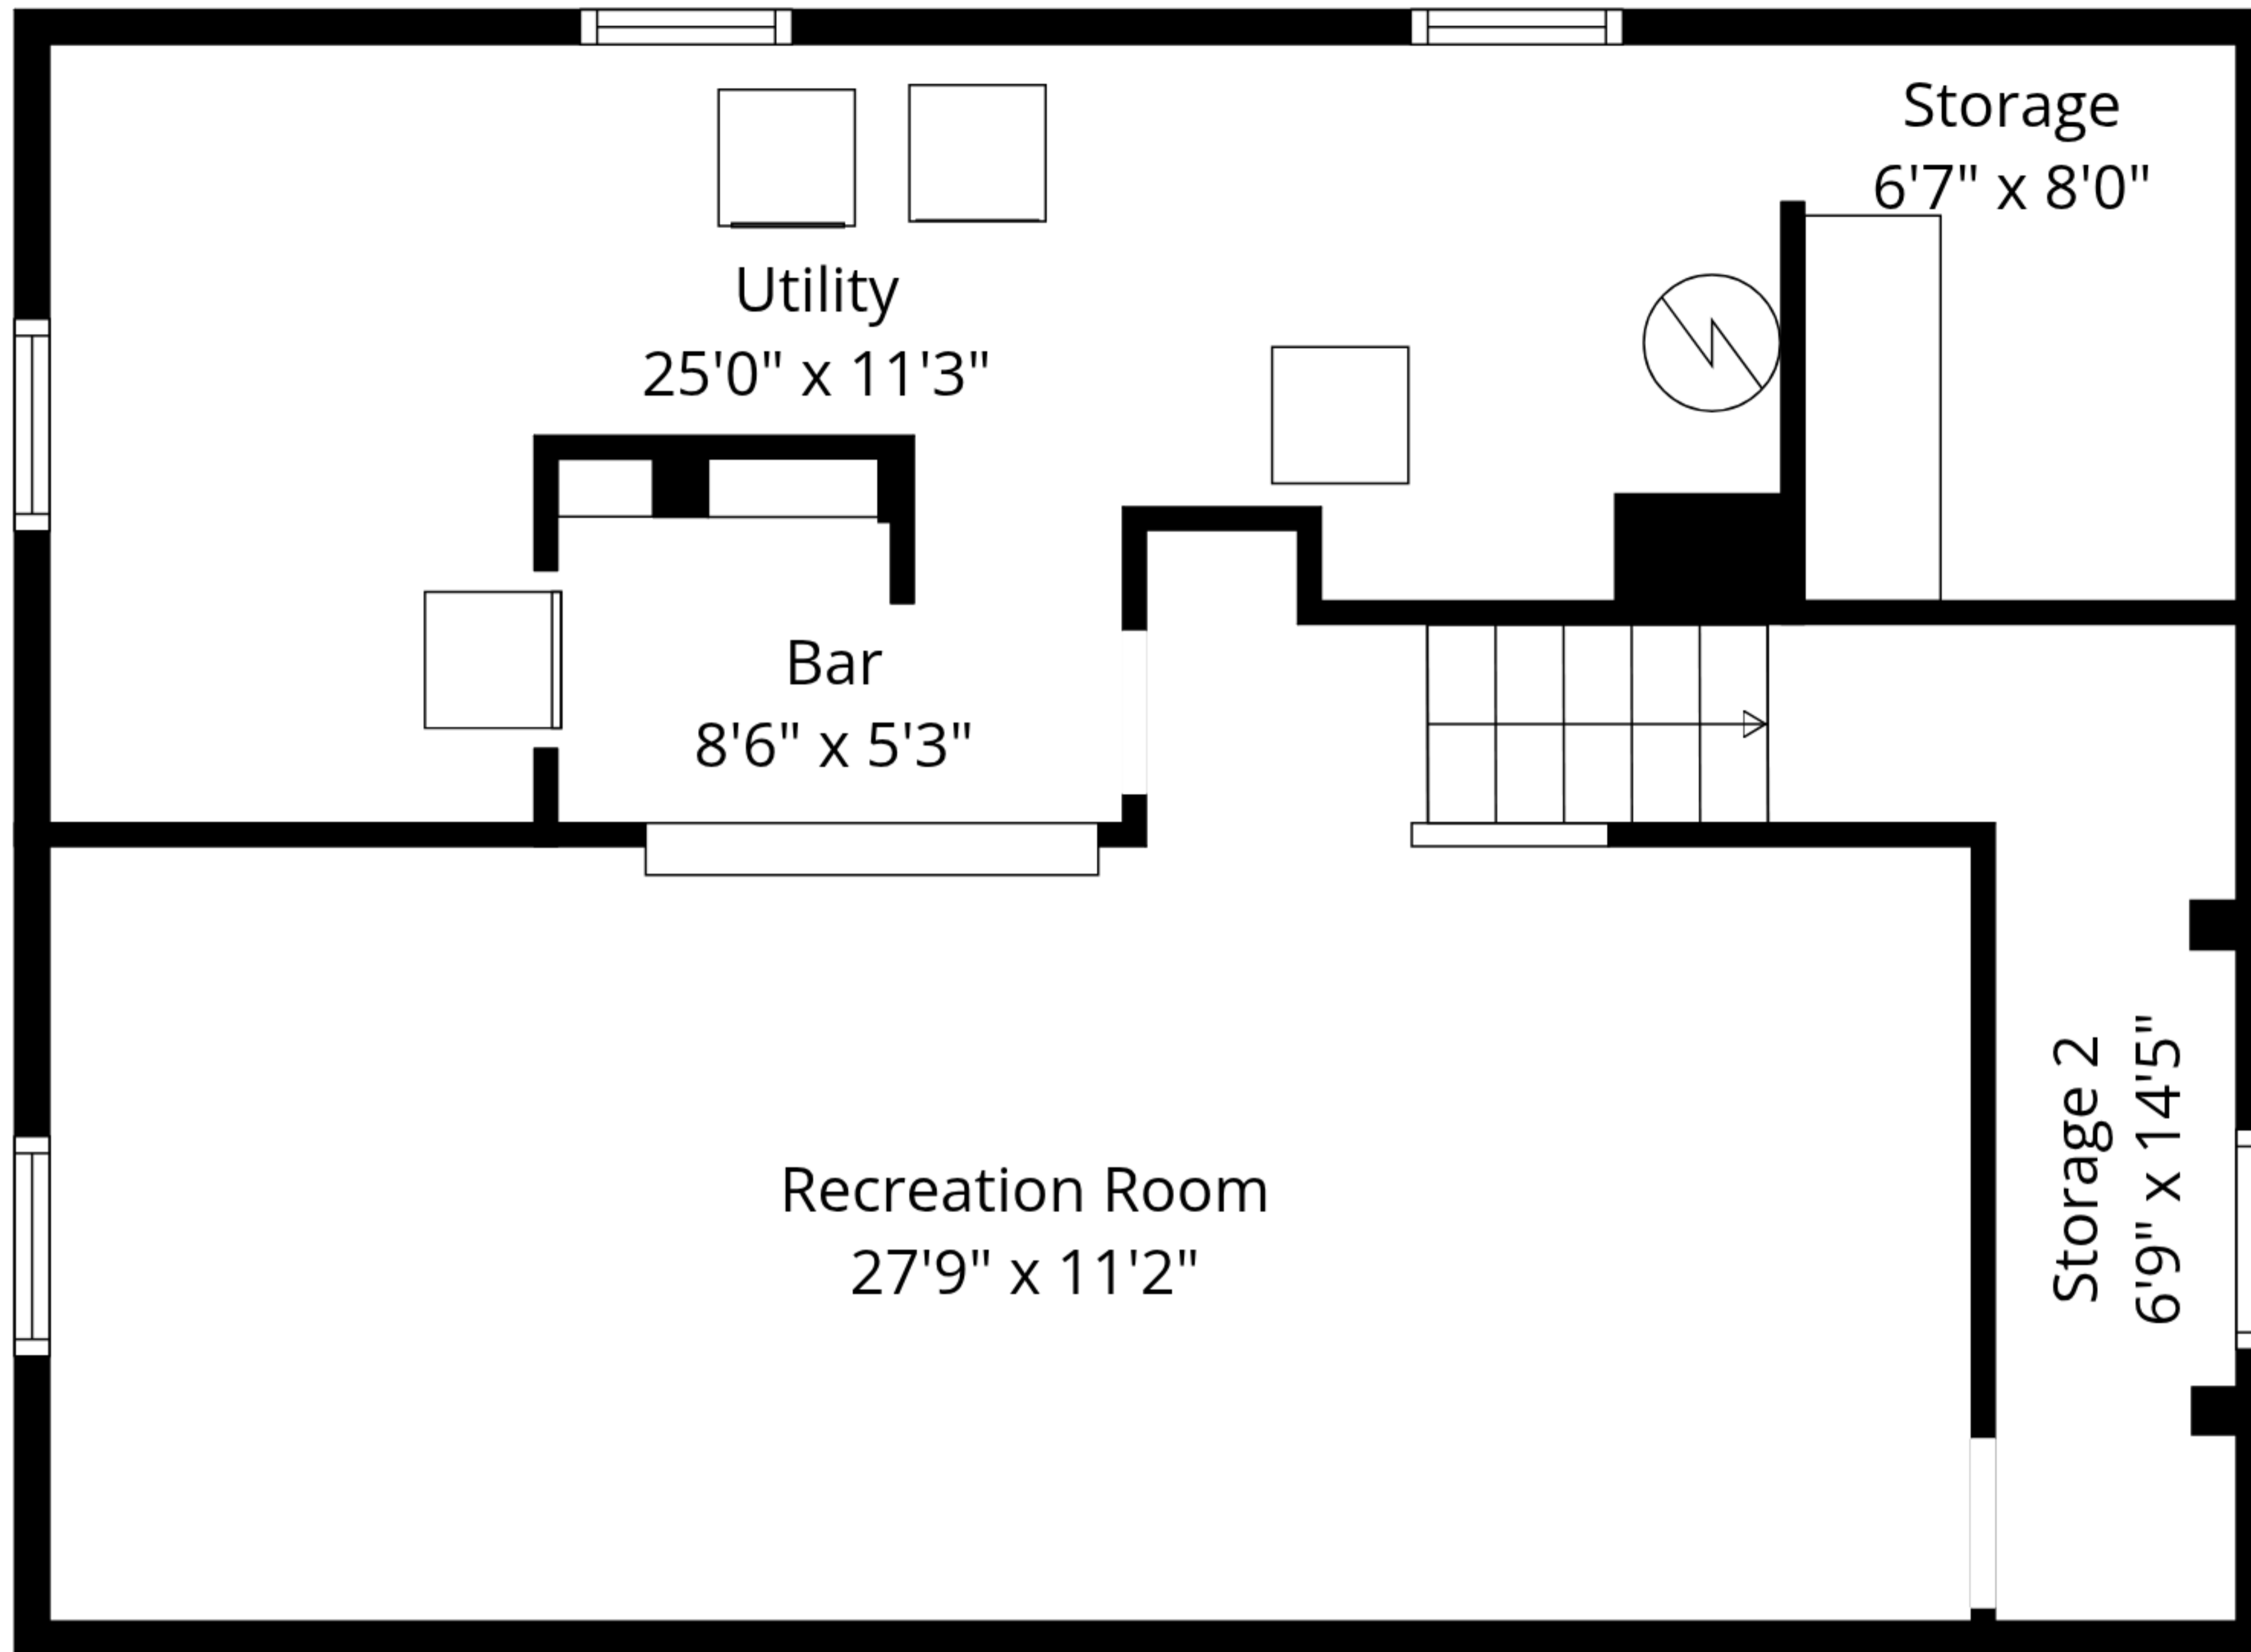 Storage
6'7" x 8'0"
Utility
25'0" x 11'3"
Bar
8'6" x 5'3"
Recreation Room
27'9" x 11'2"
Storage 2
6'9" x 14'5"